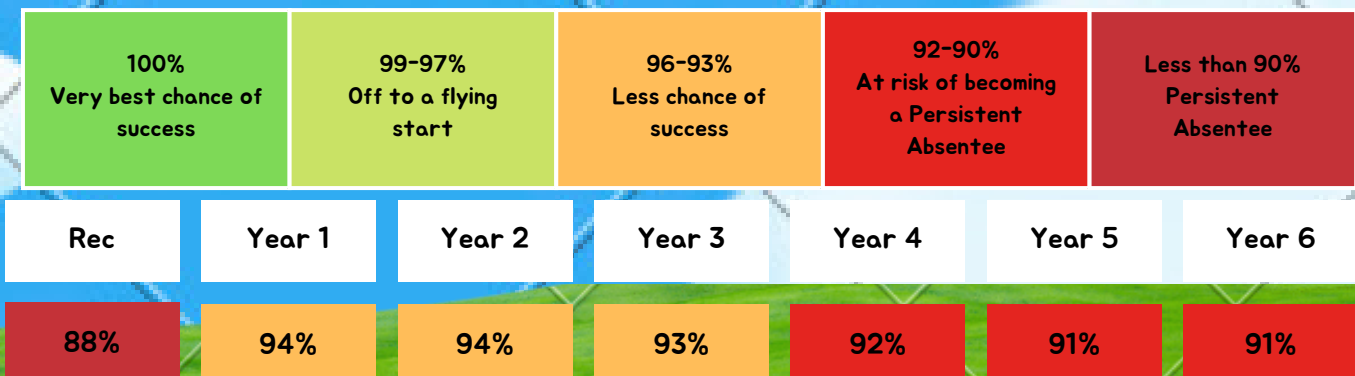 100%
Very best chance of
success
99-97%
Off to a flying
start
96-93%
Less chance of
success
92-90%
At risk of becoming
a Persistent
Absentee
Less than 90%
Persistent
Absentee
Rec Year 1 Year 2 Year 3 Year 4 Year 5 Year 6
88% 94% 94% 93% 92% 91% 91%